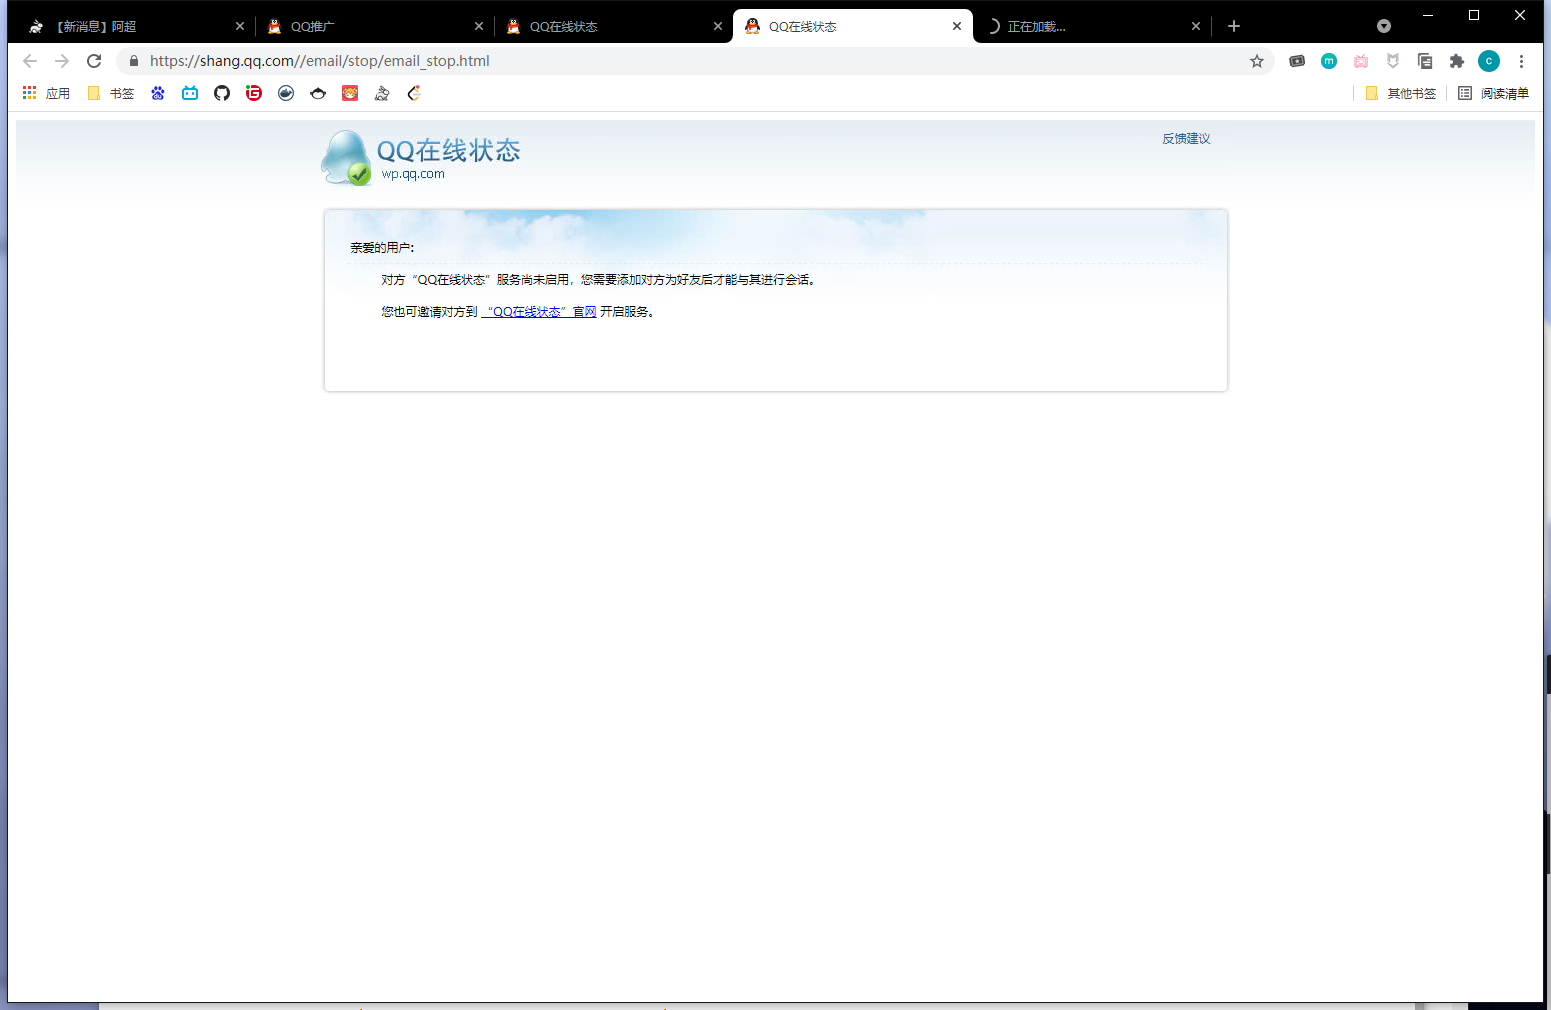 【新消息】阿超
QQ推广
QQ在线状态
QQ在线状态
正在加载...
https://shang.qq.com//email/stop/email_stop.html
m
c
应用
书签
G
其他书签
阅读清单
QQ在线状态
wp.qq.com
反馈建议
亲爱的用户:
对方“QQ在线状态”服务尚未启用，您需要添加对方为好友后才能与其进行会话。
您也可邀请对方到 “QQ在线状态”官网 开启服务。